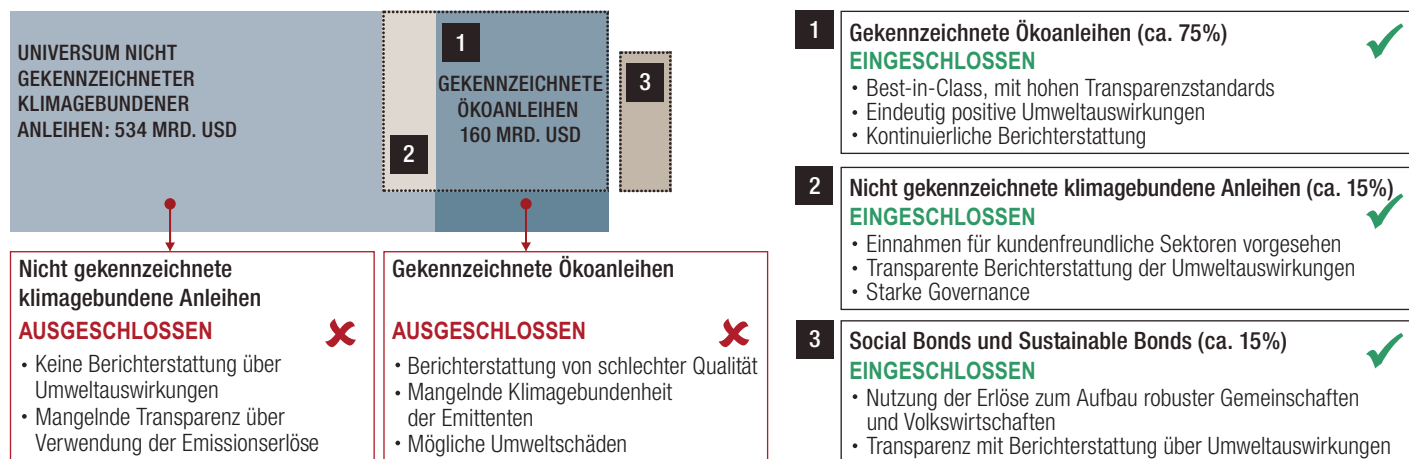 UNIVERSUM NICHT
GEKENNZEICHNETER
KLIMAGEBUNDENER
ANLEIHEN: 534 MRD. USD
2
1
GEKENNZEICHNETE
ÖKOANLEIHEN
160 MRD. USD
3
Nicht gekennzeichnete
klimagebundene Anleihen
AUSGESCHLOSSEN
• Keine Berichterstattung über
Umweltauswirkungen
• Mangelnde Transparenz über
Verwendung der Emissionserlöse
Gekennzeichnete Ökoanleihen
AUSGESCHLOSSEN
• Berichterstattung von schlechter Qualität
• Mangelnde Klimagebundenheit
der Emittenten
• Mögliche Umweltschäden
1
Gekennzeichnete Ökoanleihen (ca. 75%)
EINGESCHLOSSEN
• Best-in-Class, mit hohen Transparenzstandards
• Eindeutig positive Umweltauswirkungen
• Kontinuierliche Berichterstattung
2
Nicht gekennzeichnete klimagebundene Anleihen (ca. 15%)
EINGESCHLOSSEN
• Einnahmen für kundenfreundliche Sektoren vorgesehen
• Transparente Berichterstattung der Umweltauswirkungen
• Starke Governance
3
Social Bonds und Sustainable Bonds (ca. 15%)
EINGESCHLOSSEN
• Nutzung der Erlöse zum Aufbau robuster Gemeinschaften
und Volkswirtschaften
• Transparenz mit Berichterstattung über Umweltauswirkungen